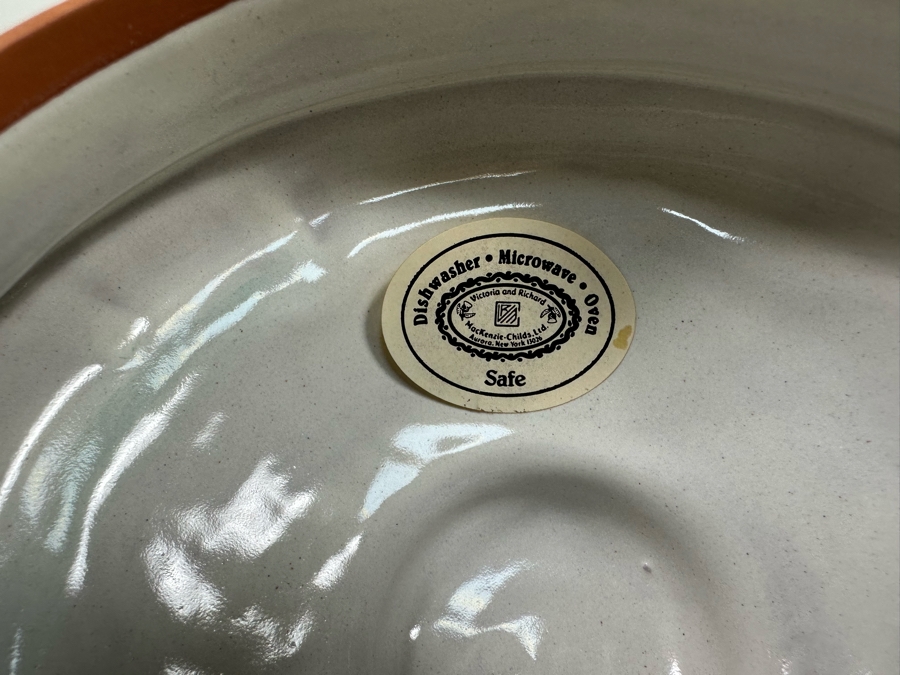 Dishwasher • Microwave • Oven
Victoria and Richard
MacKenzie-Childs, Ltd.
Aurora, New York 13026
Safe